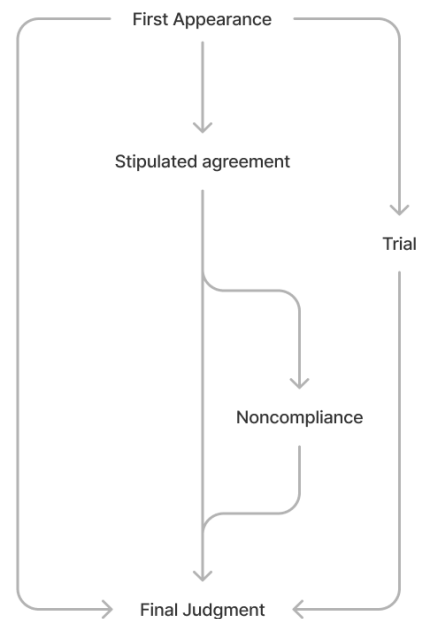 First Appearance
Stipulated agreement
Trial
Noncompliance
Final Judgment